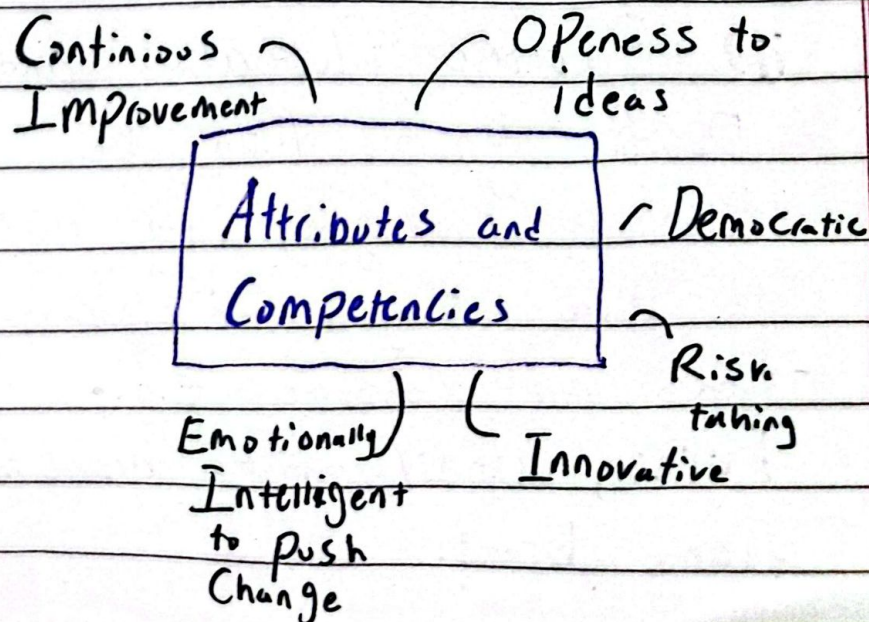 Continious
Improvement
Openess to
ideas
Attributes and
Competencies
Democratic
Risk
taking
Innovative
Emotionally
Intelligent
to push
Change